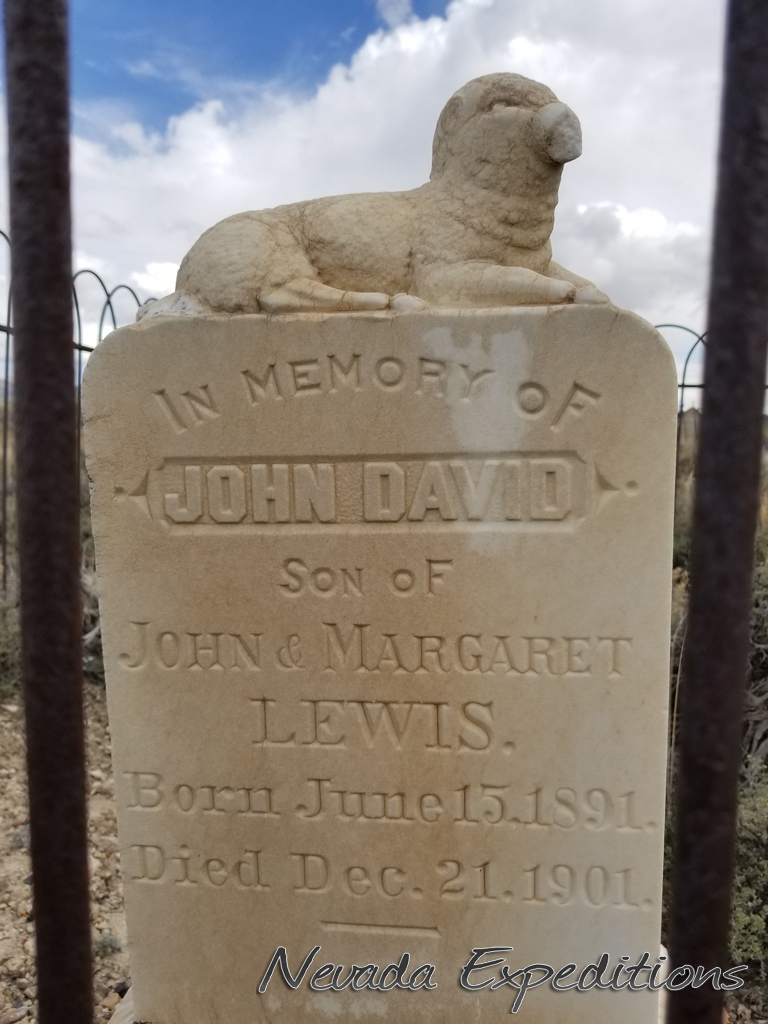 IN MEMORY OF
JOHN DAVID
SON OF
JOHN & MARGARET
LEWIS.
Born June 15. 1891.
Died Dec. 21. 1901.
Nevada Expeditions